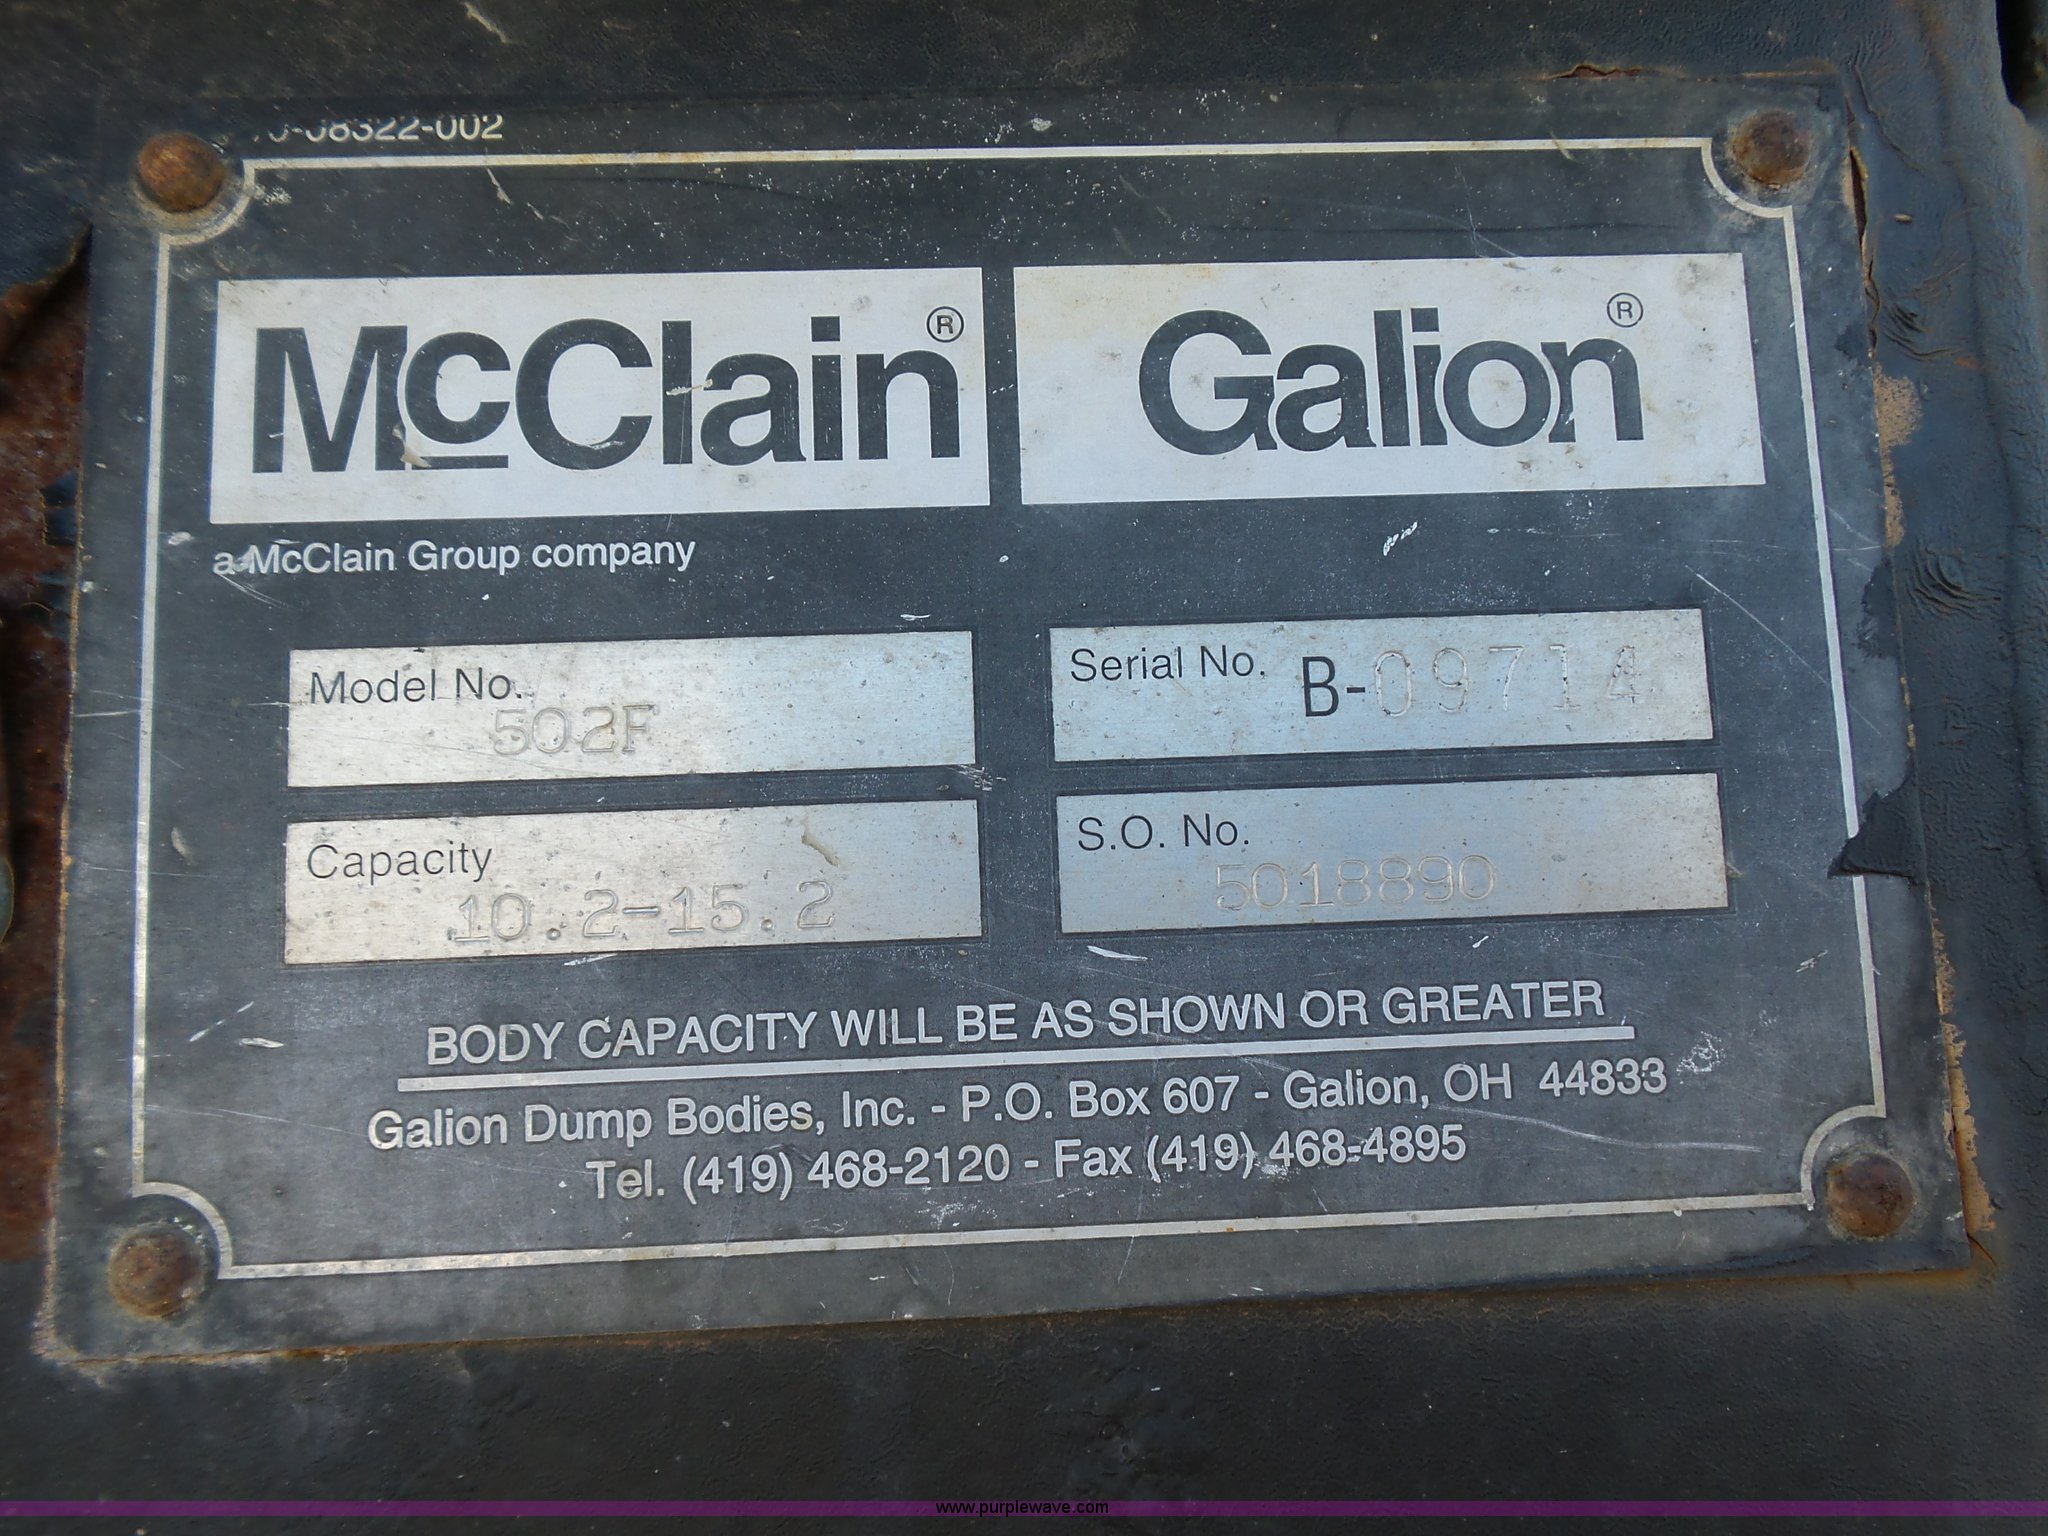 -08322-002
McClain® Galion®
a McClain Group company
Model No. 502F
Serial No. B-09714
Capacity 10.2-15.2
S.O. No. 5018890
BODY CAPACITY WILL BE AS SHOWN OR GREATER
Galion Dump Bodies, Inc. - P.O. Box 607 - Galion, OH 44833
Tel. (419) 468-2120 - Fax (419) 468-4895
www.purplewave.com